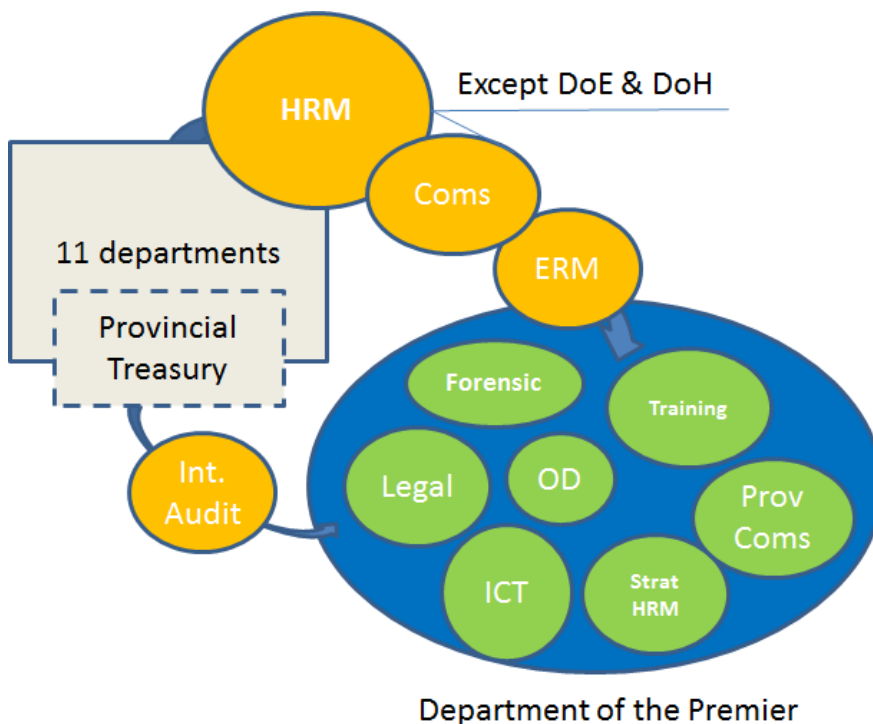 HRM
Except DoE & DoH
Coms
11 departments
ERM
Provincial
Treasury
Forensic
Training
Int.
Audit
Legal
OD
Prov
Coms
ICT
Strat
HRM
Department of the Premier